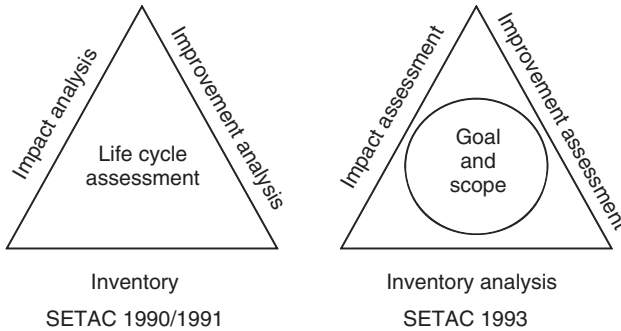 Impact analysis
Improvement analysis
Life cycle
assessment
Inventory
SETAC 1990/1991
Impact assessment
Improvement assessment
Goal
and
scope
Inventory analysis
SETAC 1993